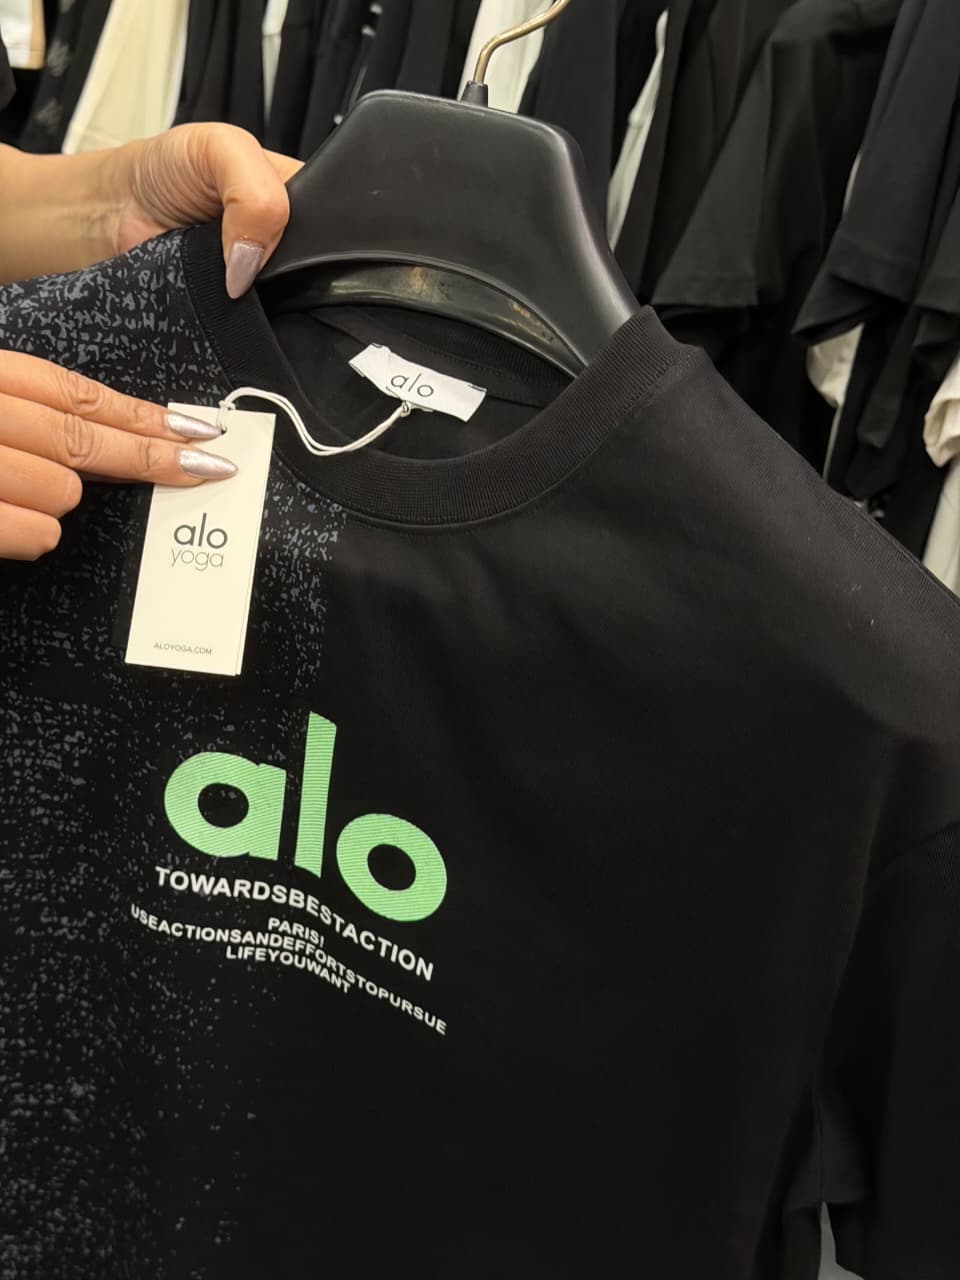 alo
alo
yoga
ALOYOGA.COM
alo
TOWARDSBESTACTION
PARIS!
USEACTIONSANDEFFORTSTOPURSUE
LIFEYOUWANT